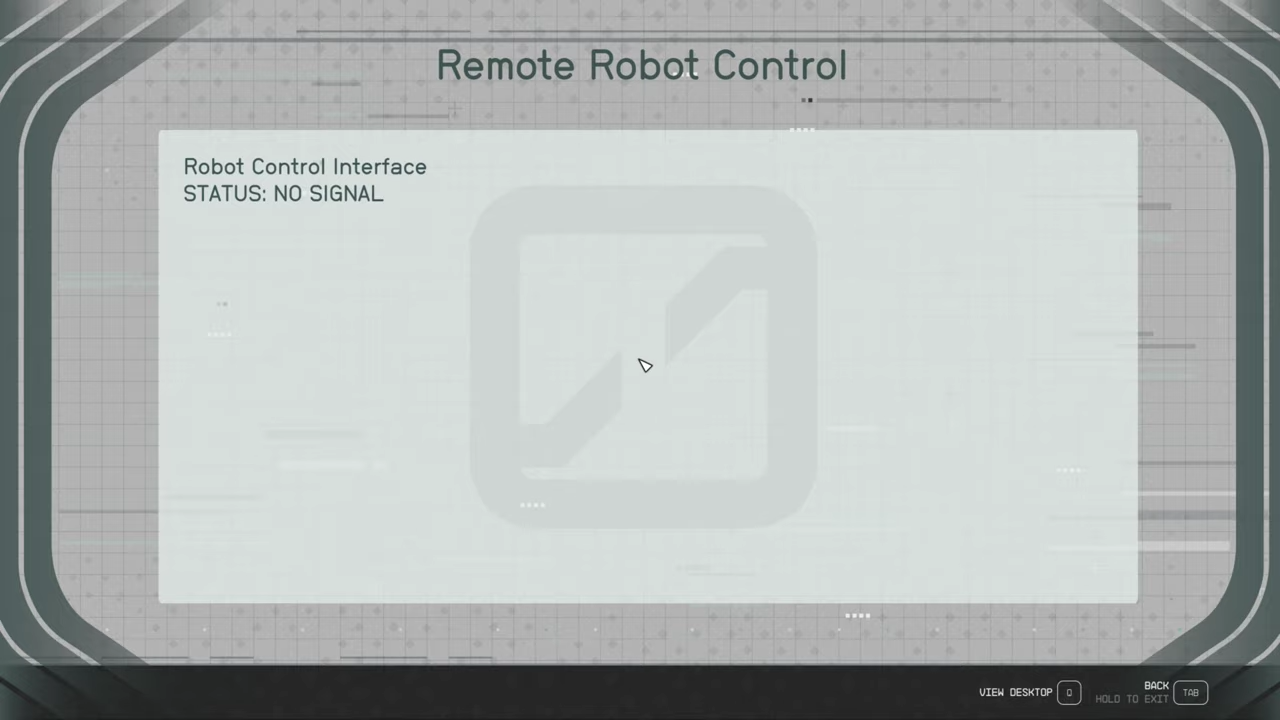 Remote Robot Control
Robot Control Interface
STATUS: NO SIGNAL
VIEW DESKTOP Q
BACK
HOLD TO EXIT TAB